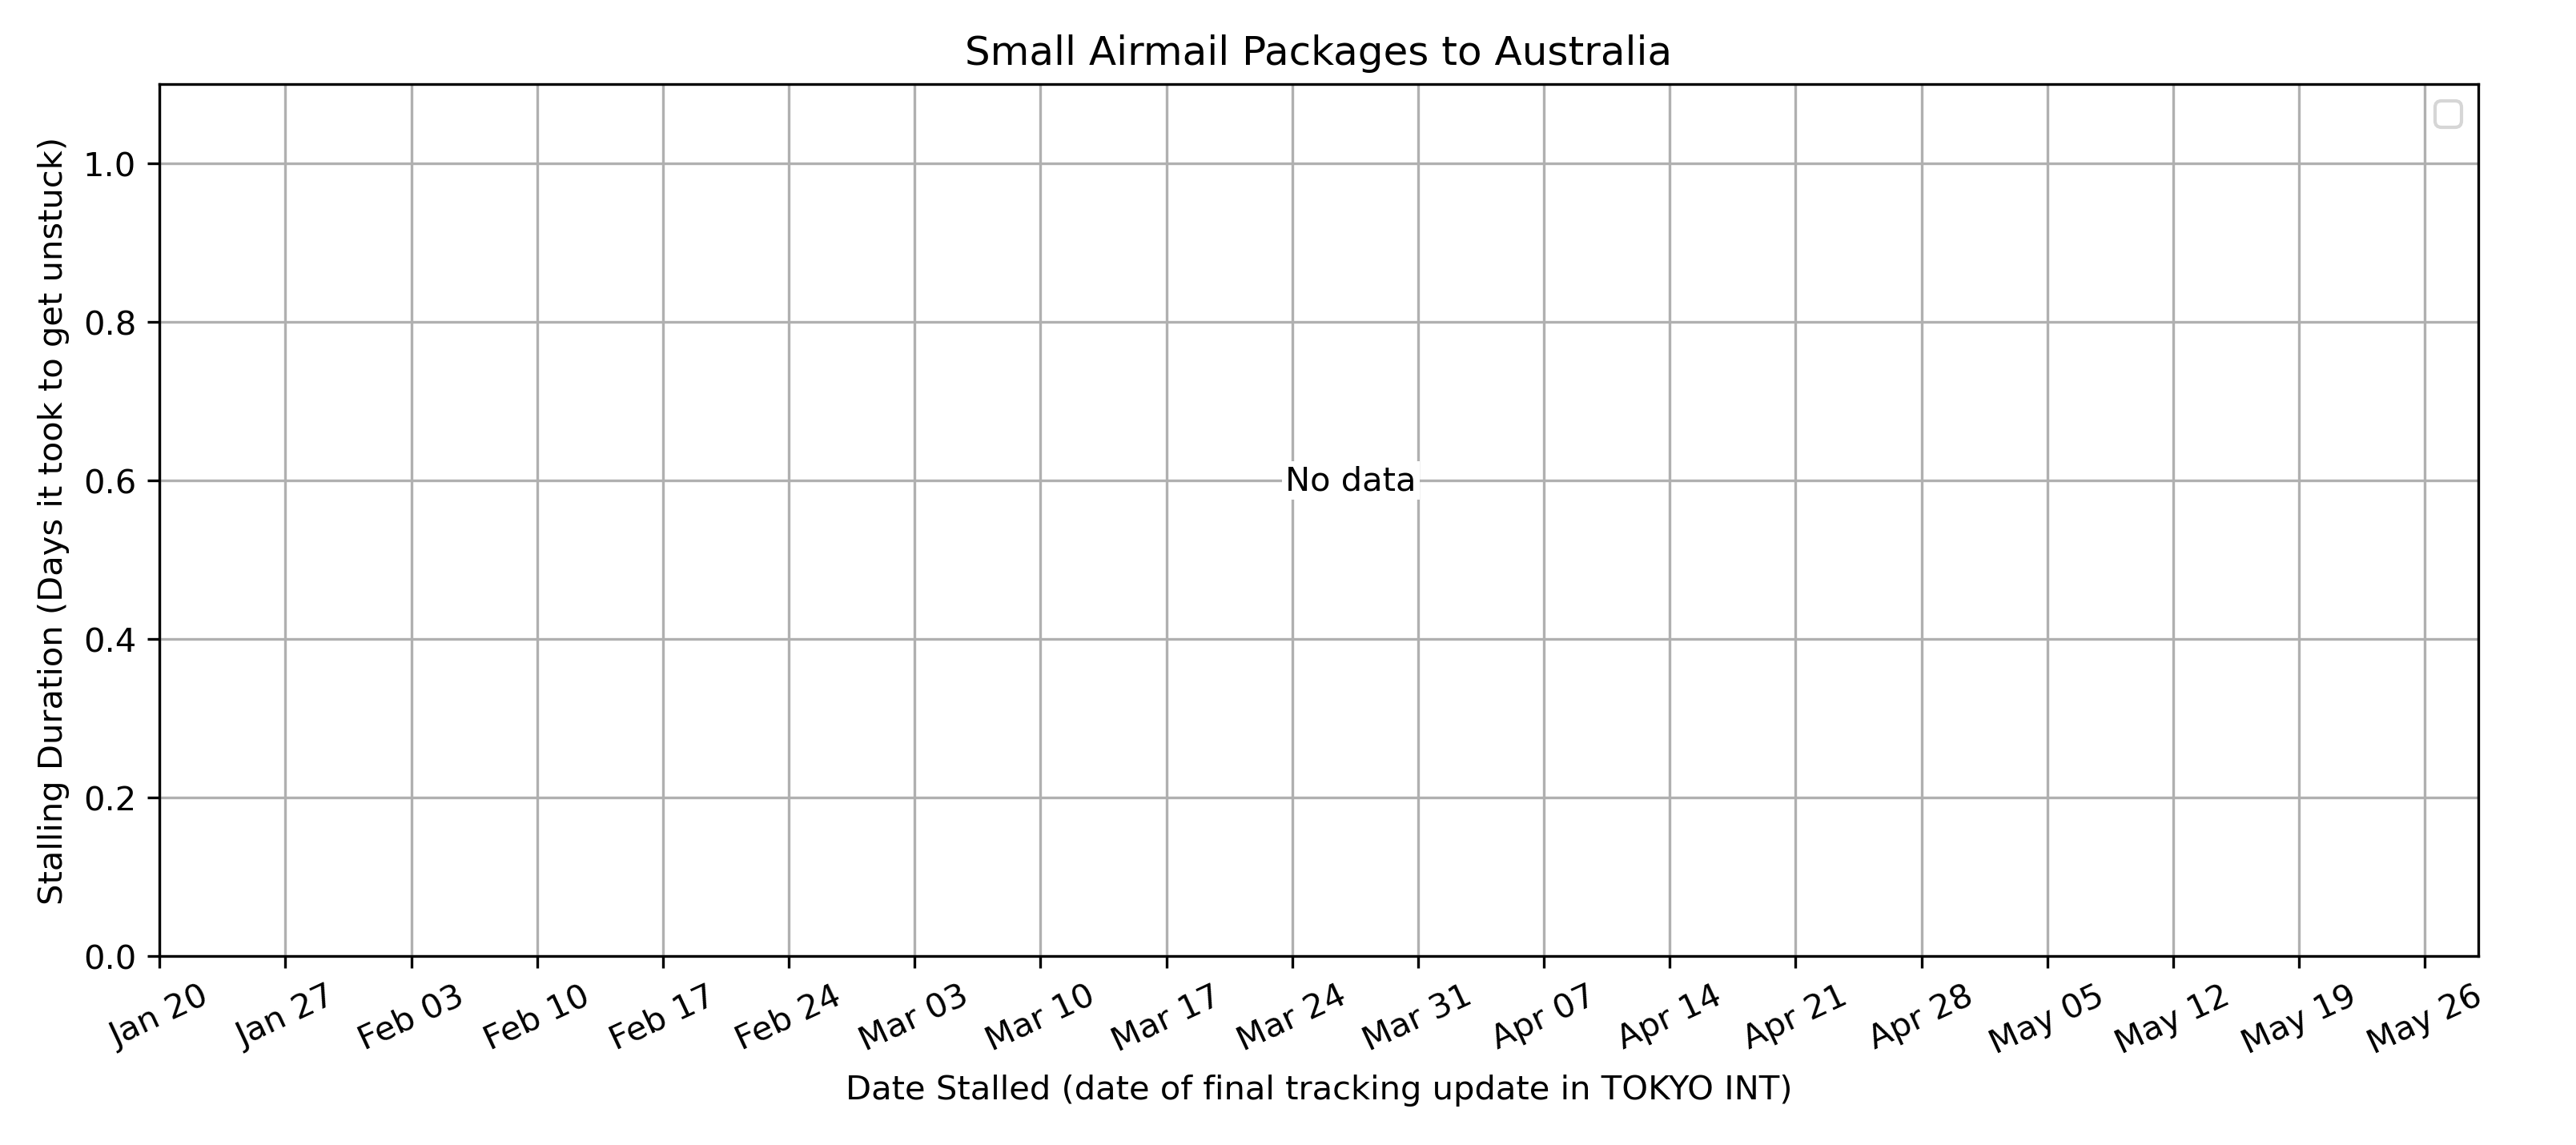 Small Airmail Packages to Australia
Stalling Duration (Days it took to get unstuck)
1.0
0.8
0.6
0.4
0.2
0.0
No data
Jan 20
Jan 27
Feb 03
Feb 10
Feb 17
Feb 24
Mar 03
Mar 10
Mar 17
Mar 24
Mar 31
Apr 07
Apr 14
Apr 21
Apr 28
May 05
May 12
May 19
May 26
Date Stalled (date of final tracking update in TOKYO INT)